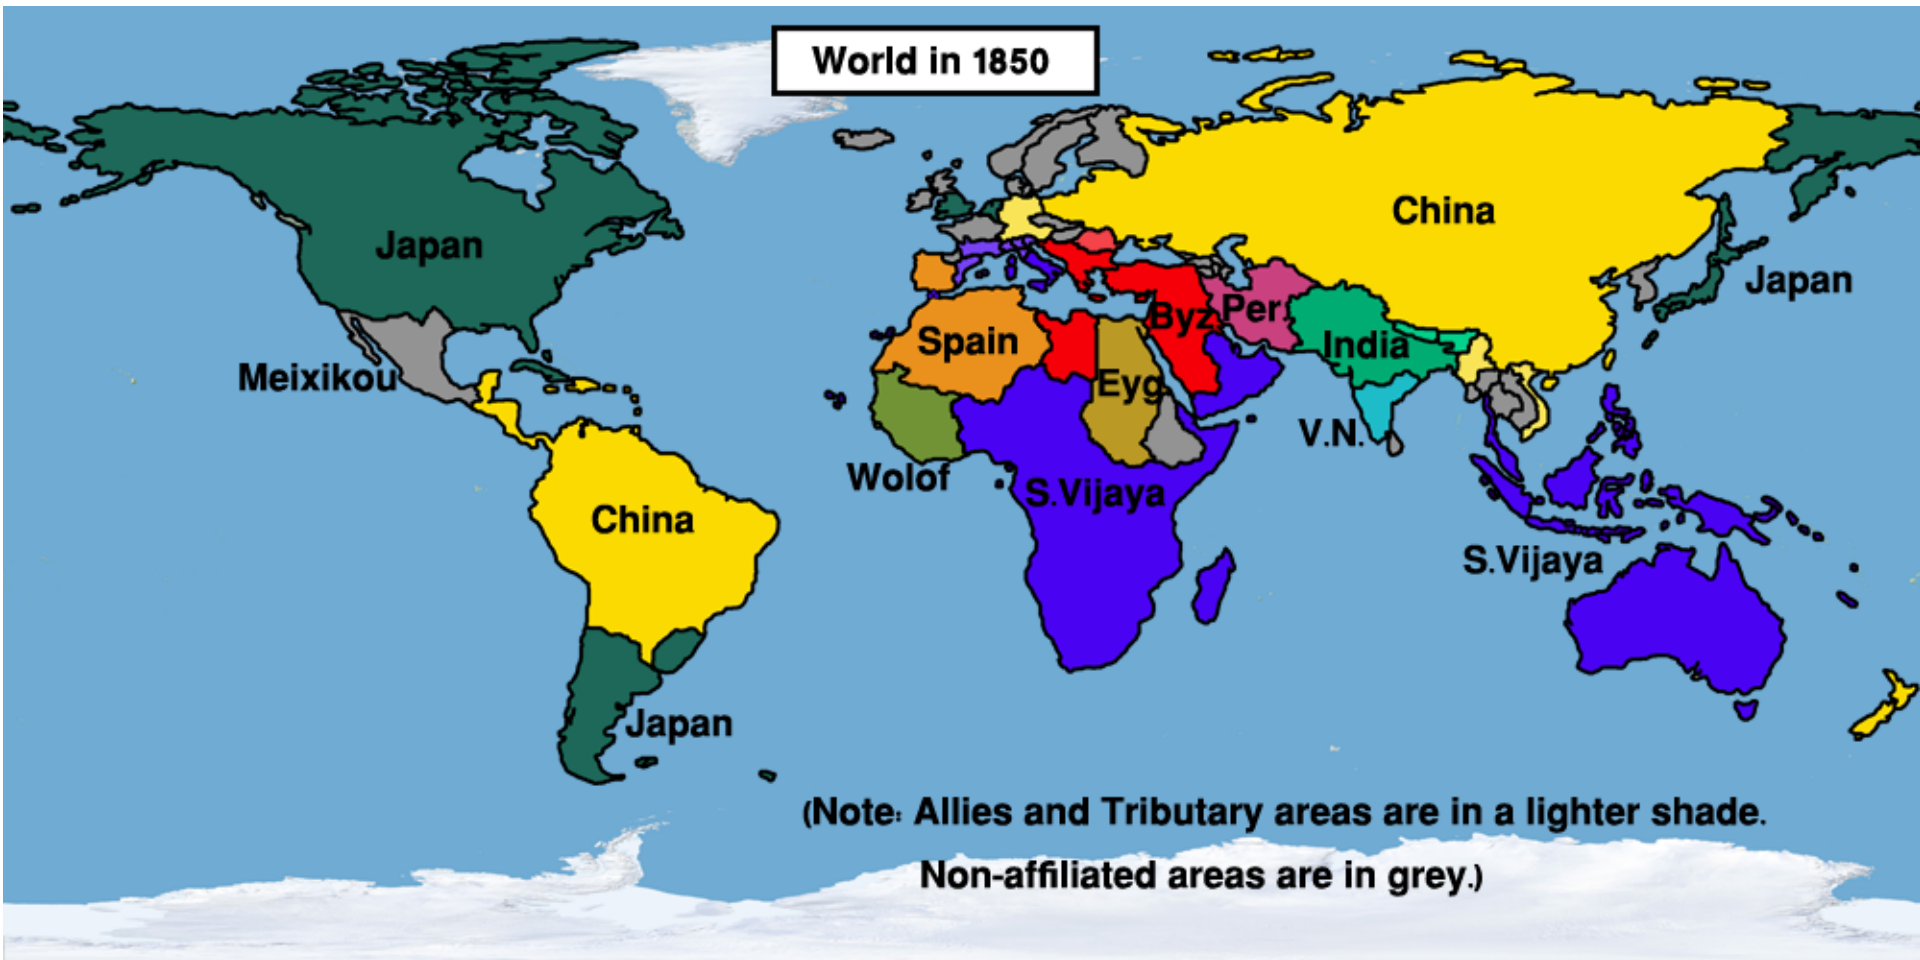 World in 1850
China
Japan
Japan
Per.
Byz.
Spain
India
Meixikou
Eyg.
V.N.
Wolof
S.Vijaya
China
S.Vijaya
Japan
(Note: Allies and Tributary areas are in a lighter shade.
Non-affiliated areas are in grey.)